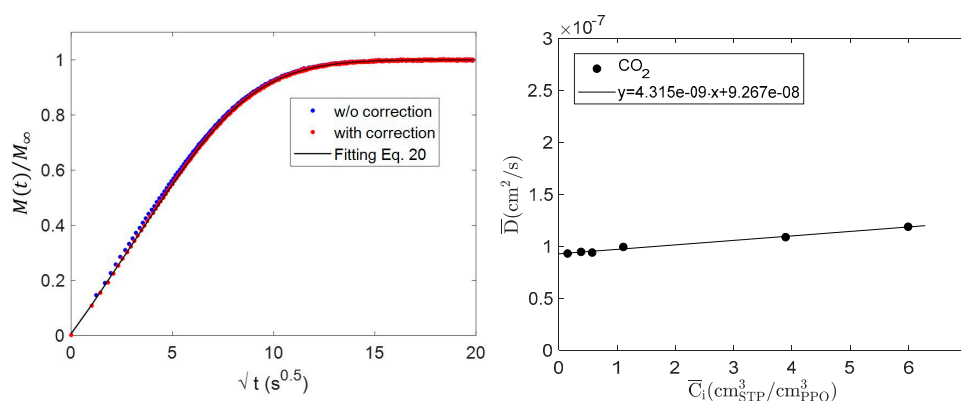 1
0.8
0.6
0.4
0.2
0
M(t)/M∞
w/o correction
with correction
Fitting Eq. 20
0 5 10 15 20
√ t (s^0.5)
×10^-7
3
2.5
2
1.5
1
0.5
0
D̅(cm²/s)
CO₂
y=4.315e-09·x+9.267e-08
0 1 2 3 4 5 6
C̅ᵢ(cm³STP/cm³PPO)